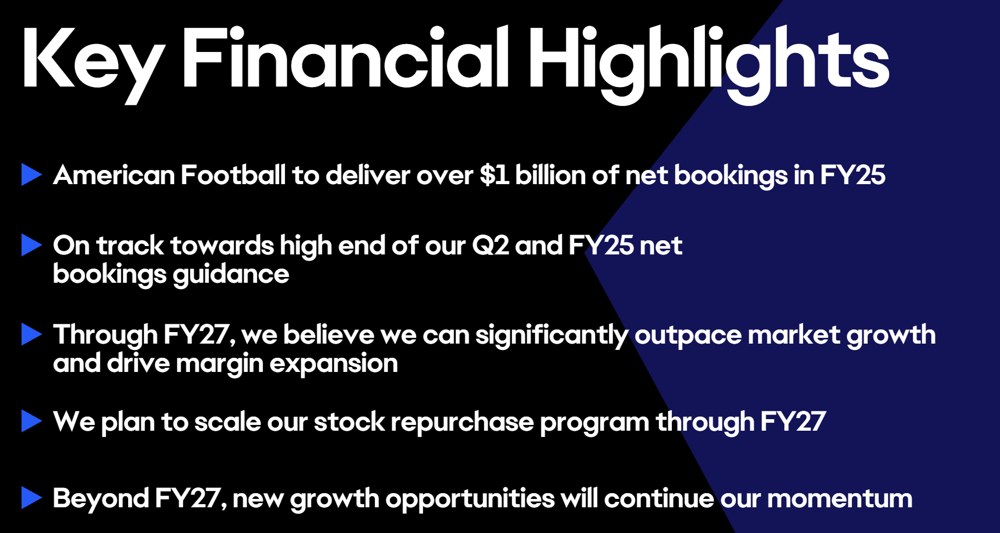 Key Financial Highlights
American Football to deliver over $1 billion of net bookings in FY25
On track towards high end of our Q2 and FY25 net
bookings guidance
Through FY27, we believe we can significantly outpace market growth
and drive margin expansion
We plan to scale our stock repurchase program through FY27
Beyond FY27, new growth opportunities will continue our momentum